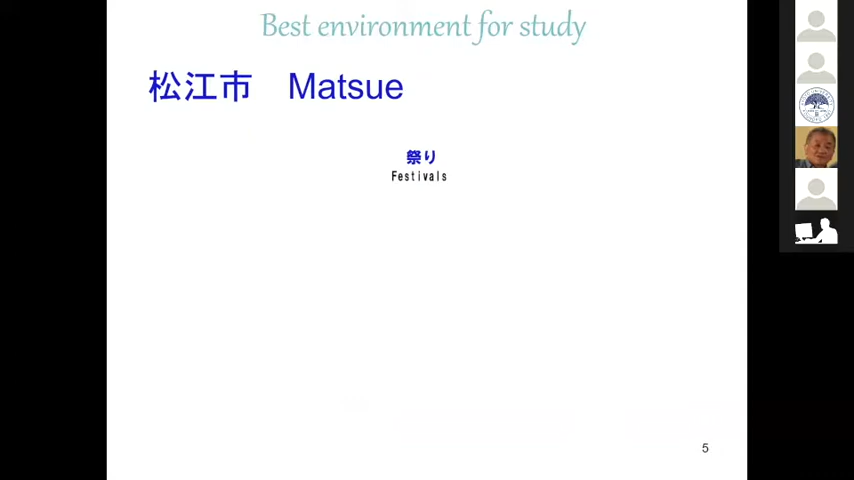 Best environment for study
松江市　Matsue
祭り
Festivals
5